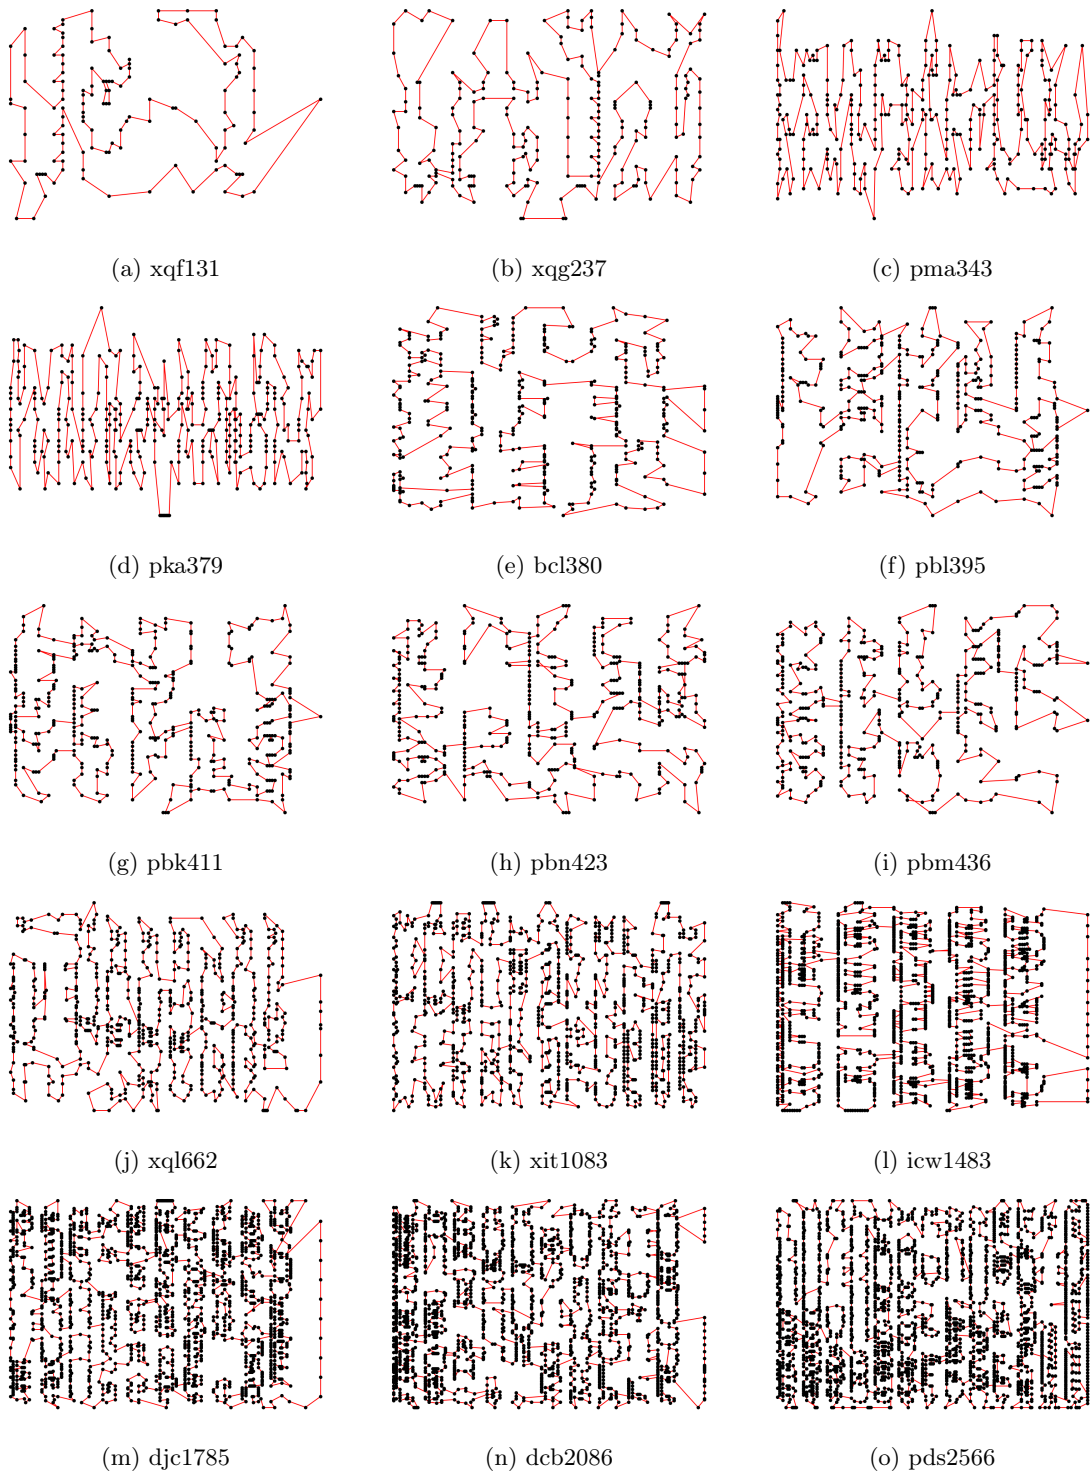 (a) xqf131 (b) xqg237 (c) pma343
(d) pka379 (e) bcl380 (f) pbl395
(g) pbk411 (h) pbn423 (i) pbm436
(j) xql662 (k) xit1083 (l) icw1483
(m) djc1785 (n) dcb2086 (o) pds2566